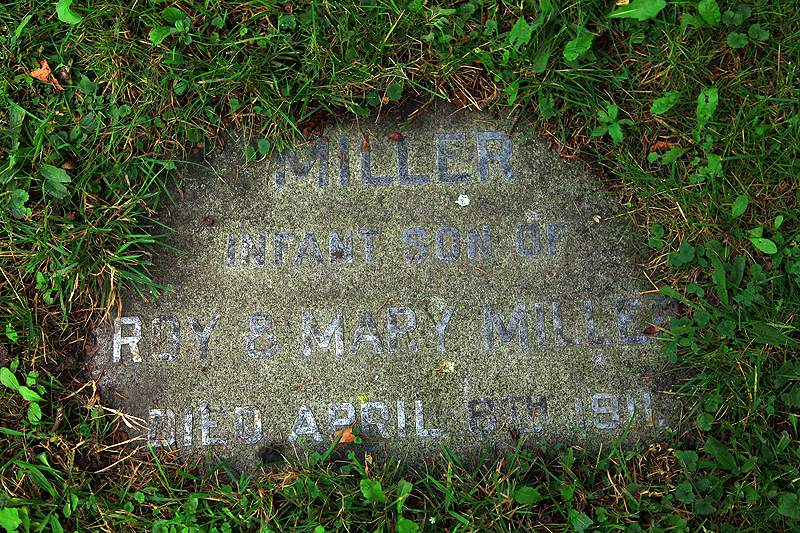 MILLER
INFANT SON OF
ROY & MARY MILLER
DIED APRIL 8TH 1911.